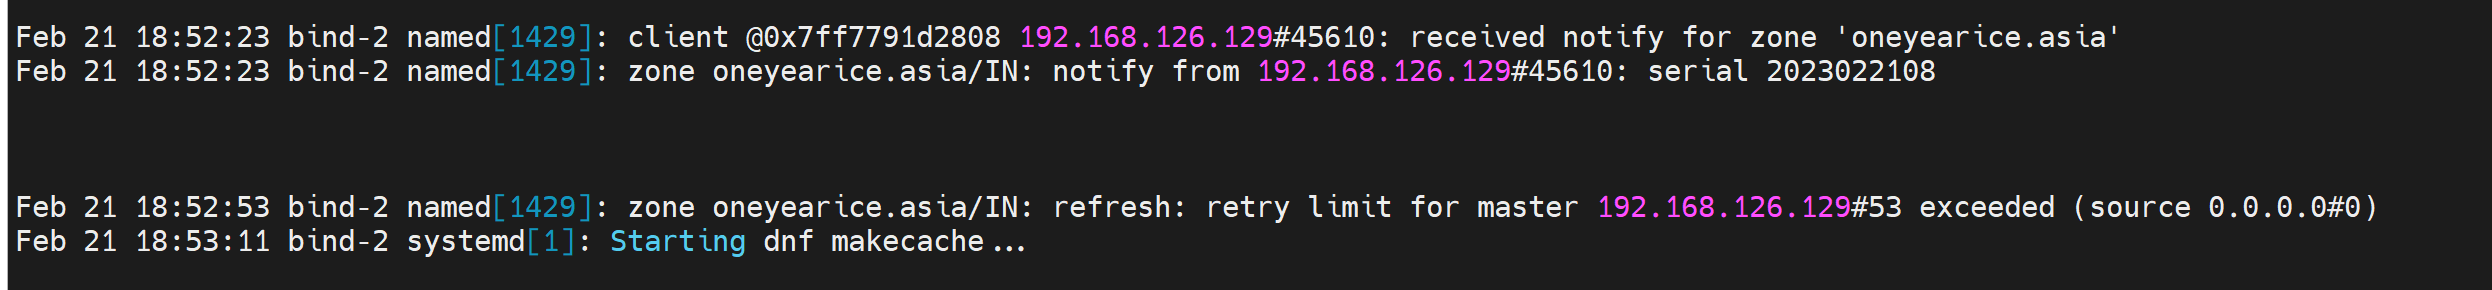 Feb 21 18:52:23 bind-2 named[1429]: client @0x7ff7791d2808 192.168.126.129#45610: received notify for zone 'oneyearice.asia'
Feb 21 18:52:23 bind-2 named[1429]: zone oneyearice.asia/IN: notify from 192.168.126.129#45610: serial 2023022108
Feb 21 18:52:53 bind-2 named[1429]: zone oneyearice.asia/IN: refresh: retry limit for master 192.168.126.129#53 exceeded (source 0.0.0.0#0)
Feb 21 18:53:11 bind-2 systemd[1]: Starting dnf makecache...